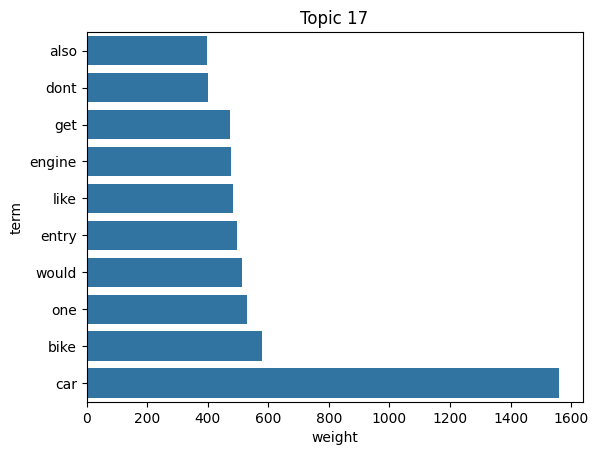 Topic 17
also
dont
get
engine
like
entry
would
one
bike
car
term
0 200 400 600 800 1000 1200 1400 1600
weight